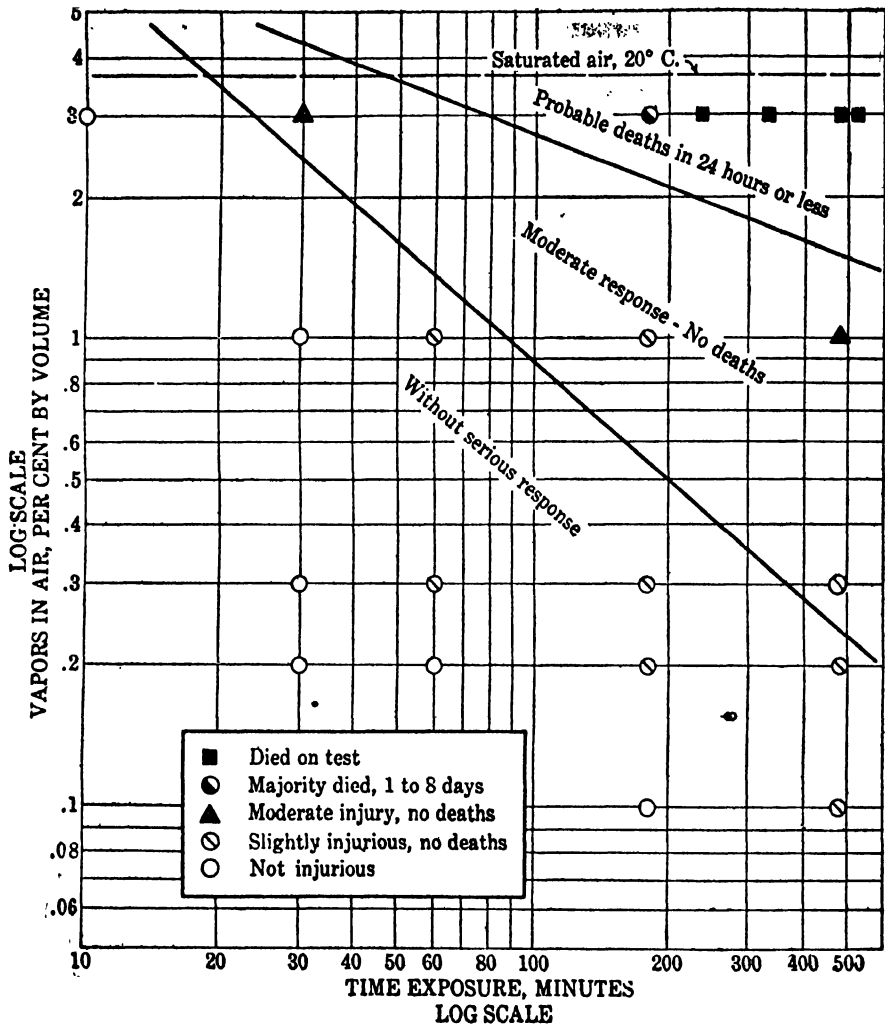 5
Saturated air, 20° C.
4
3
Probable deaths in 24 hours or less
2
Moderate response - No deaths
1
.8
Without serious response
.6
.5
.4
.3
.2
LOG SCALE
VAPORS IN AIR, PER CENT BY VOLUME
Died on test
Majority died, 1 to 8 days
Moderate injury, no deaths
Slightly injurious, no deaths
Not injurious
.1
.08
.06
10 20 30 40 60 80 100 200 300 400 500
TIME EXPOSURE, MINUTES
LOG SCALE